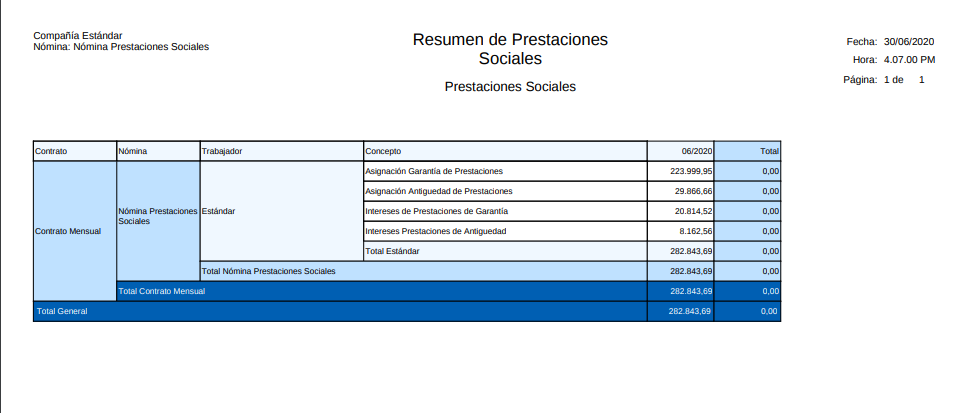 Compañía Estándar
Nómina: Nómina Prestaciones Sociales
Resumen de Prestaciones
Sociales
Prestaciones Sociales
Fecha: 30/06/2020
Hora: 4.07.00 PM
Página: 1 de 1
Contrato Nómina Trabajador Concepto 06/2020 Total
Asignación Garantía de Prestaciones 223.999,95 0,00
Asignación Antiguedad de Prestaciones 29.866,66 0,00
Contrato Mensual Nómina Prestaciones Sociales Estándar Intereses de Prestaciones de Garantía 20.814,52 0,00
Intereses Prestaciones de Antiguedad 8.162,56 0,00
Total Estándar 282.843,69 0,00
Total Nómina Prestaciones Sociales 282.843,69 0,00
Total Contrato Mensual 282.843,69 0,00
Total General 282.843,69 0,00